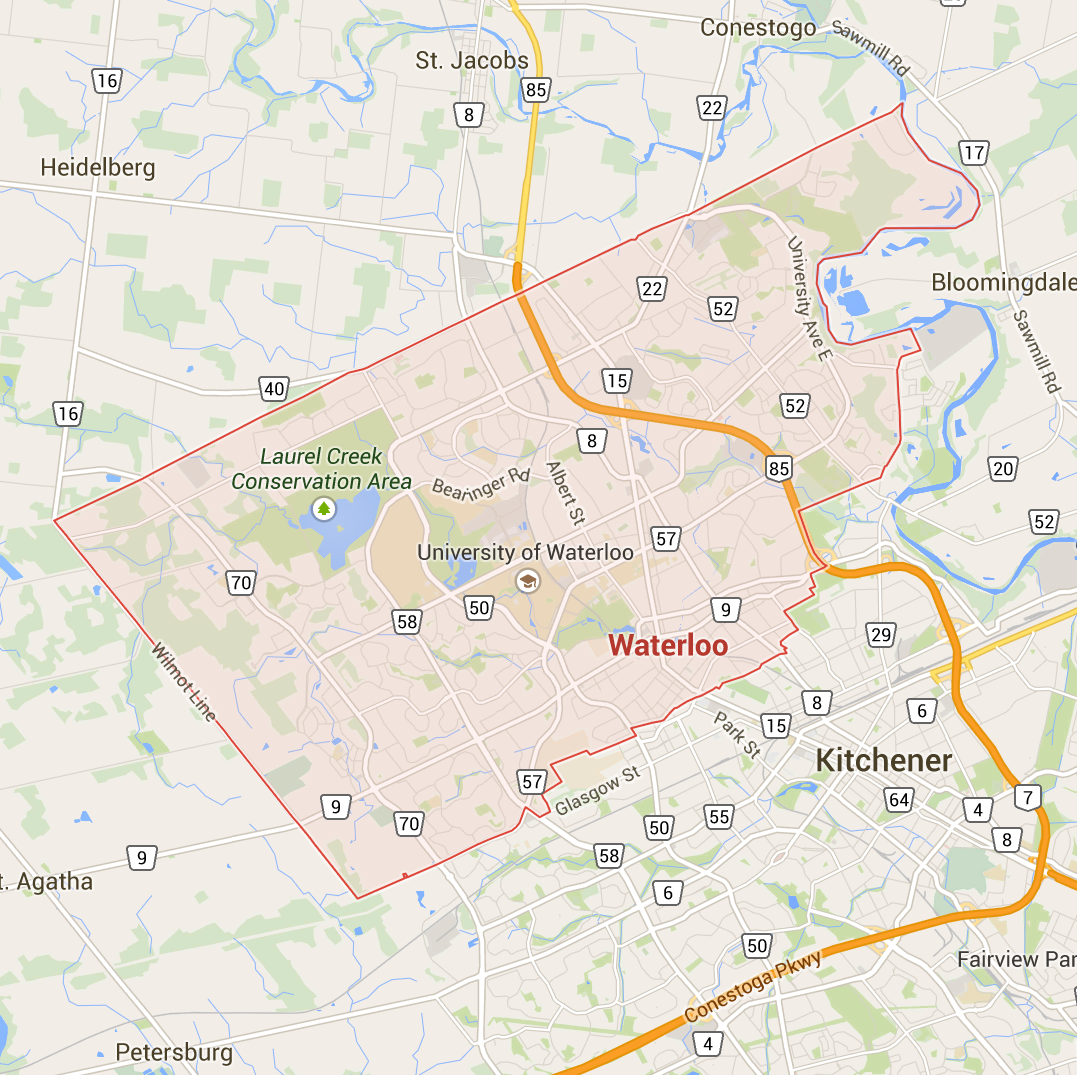 Conestogo
Sawmill Rd
16
St. Jacobs
85
8
22
Heidelberg
17
University Ave E
22
52
Bloomingdale
Sawmill Rd
15
40
16
52
8
Laurel Creek
Conservation Area
Bearinger Rd
Albert St
85
20
52
57
University of Waterloo
70
50
58
9
29
Waterloo
Wilmot Line
8
6
15
Park St
Kitchener
57
Glasgow St
9
70
64
4
7
50
55
8
9
58
t. Agatha
6
50
Fairview Par
Conestoga Pkwy
4
Petersburg